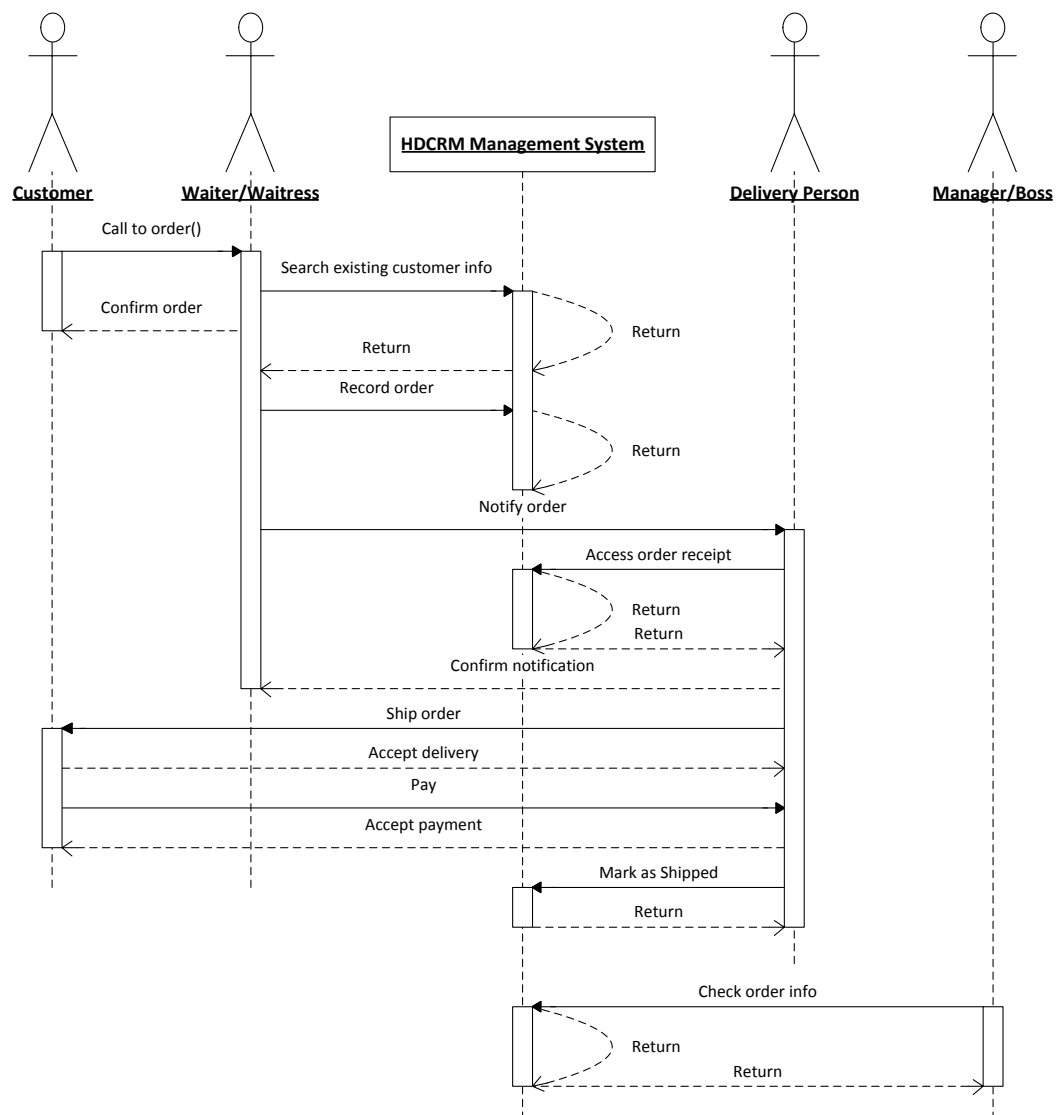 HDCRM Management System
Customer
Waiter/Waitress
Delivery Person
Manager/Boss
Call to order()
Search existing customer info
Confirm order
Return
Return
Record order
Return
Notify order
Access order receipt
Return
Return
Confirm notification
Ship order
Accept delivery
Pay
Accept payment
Mark as Shipped
Return
Check order info
Return
Return